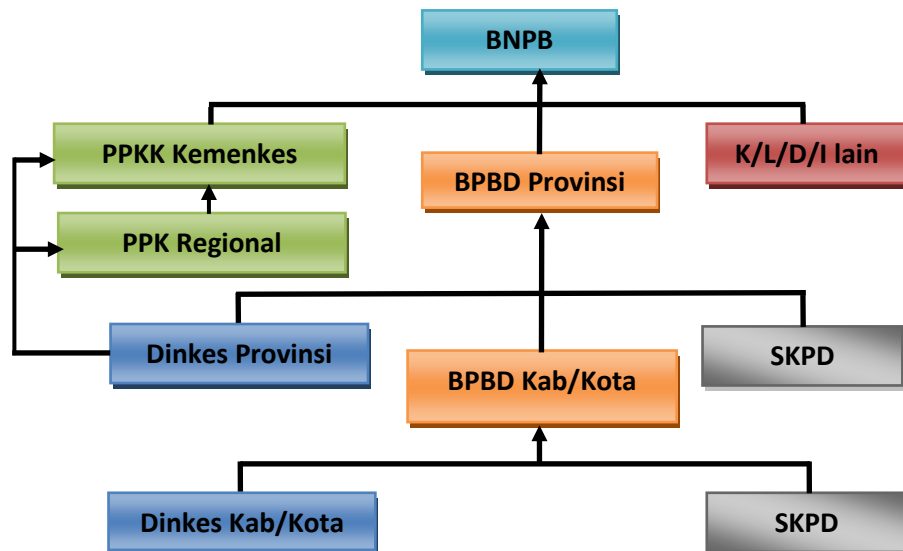 BNPB
PPKK Kemenkes
BPBD Provinsi
K/L/D/I lain
PPK Regional
Dinkes Provinsi
BPBD Kab/Kota
SKPD
Dinkes Kab/Kota
SKPD